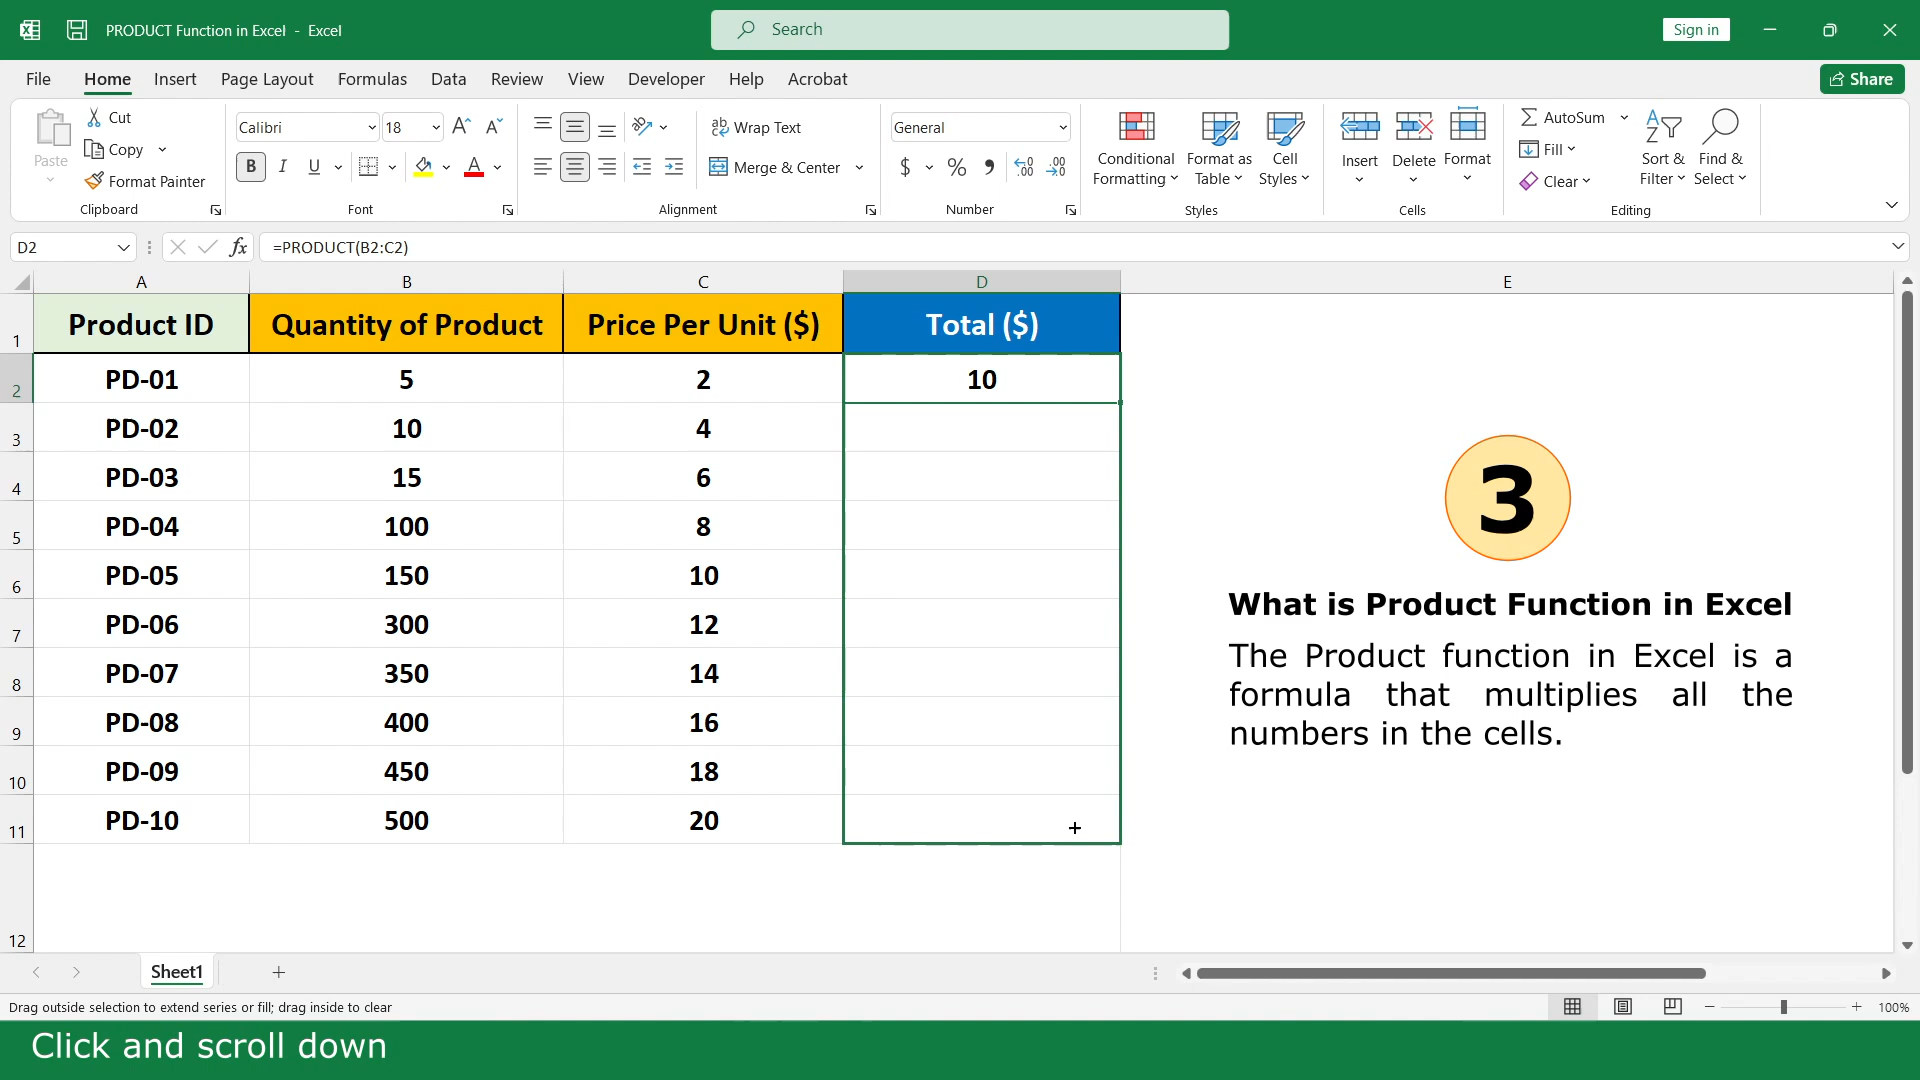 PRODUCT Function in Excel - Excel
Search
Sign in
File Home Insert Page Layout Formulas Data Review View Developer Help Acrobat
Share
Paste
Cut
Copy
Format Painter
Clipboard
Calibri 18
B I U
Font
Wrap Text
Merge & Center
Alignment
General
$ % 9
Number
Conditional Formatting
Format as Table
Cell Styles
Styles
Insert
Delete
Format
Cells
AutoSum
Fill
Clear
Sort & Filter
Find & Select
Editing
D2
fx =PRODUCT(B2:C2)
A B C D E
1 Product ID Quantity of Product Price Per Unit ($) Total ($)
2 PD-01 5 2 10
3 PD-02 10 4
4 PD-03 15 6
5 PD-04 100 8
6 PD-05 150 10
7 PD-06 300 12
8 PD-07 350 14
9 PD-08 400 16
10 PD-09 450 18
11 PD-10 500 20
12
3
What is Product Function in Excel
The Product function in Excel is a
formula that multiplies all the
numbers in the cells.
Sheet1
Drag outside selection to extend series or fill; drag inside to clear
100%
Click and scroll down